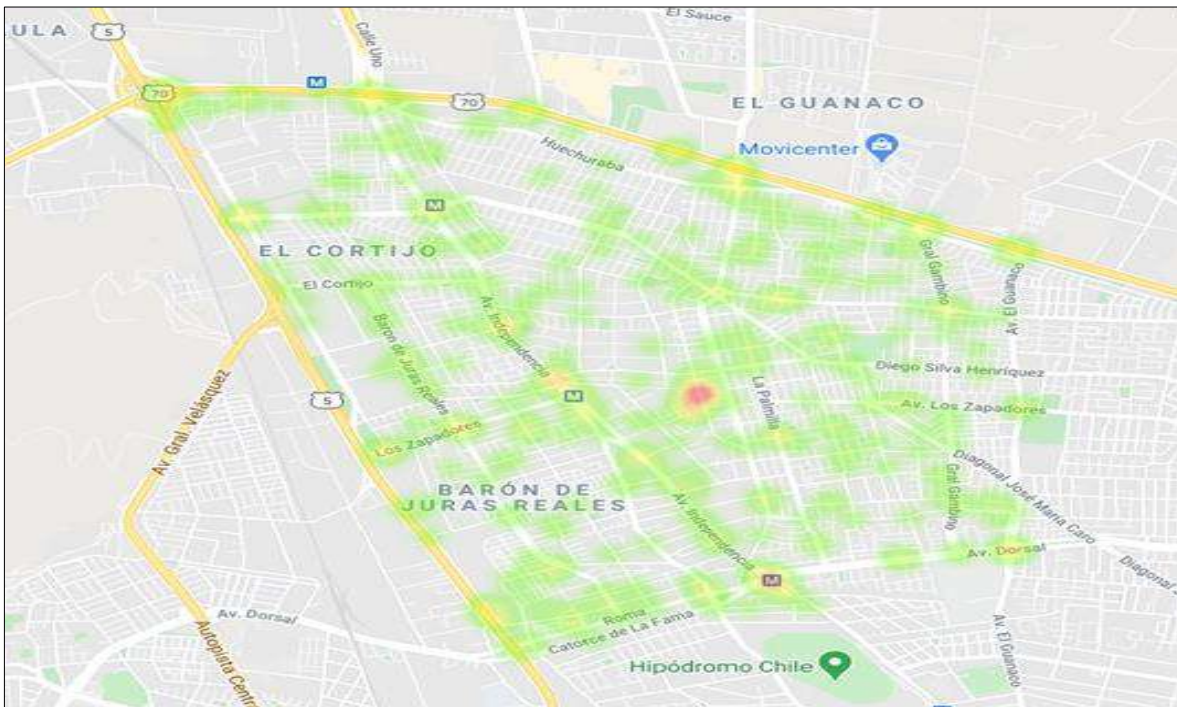 El Sauce
ULA
5
Calle Uno
70
M
70
EL GUANACO
Huechuraba
Movicenter
M
EL CORTIJO
Gral Gambino
Av. El Guanaco
El Cortijo
Av. Independencia
Barón de Juras Reales
Diego Silva Henríquez
Av. Gral. Velásquez
5
M
La Palmilla
Av. Los Zapadores
Los Zapadores
Diagonal José María Caro
Gral Gambino
BARÓN DE
JURAS REALES
Av. Independencia
Av. Dorsal
M
Diagonal
Av. Dorsal
Roma
Catorce de La Fama
Av. El Guanaco
Autopista Centr
Hipódromo Chile